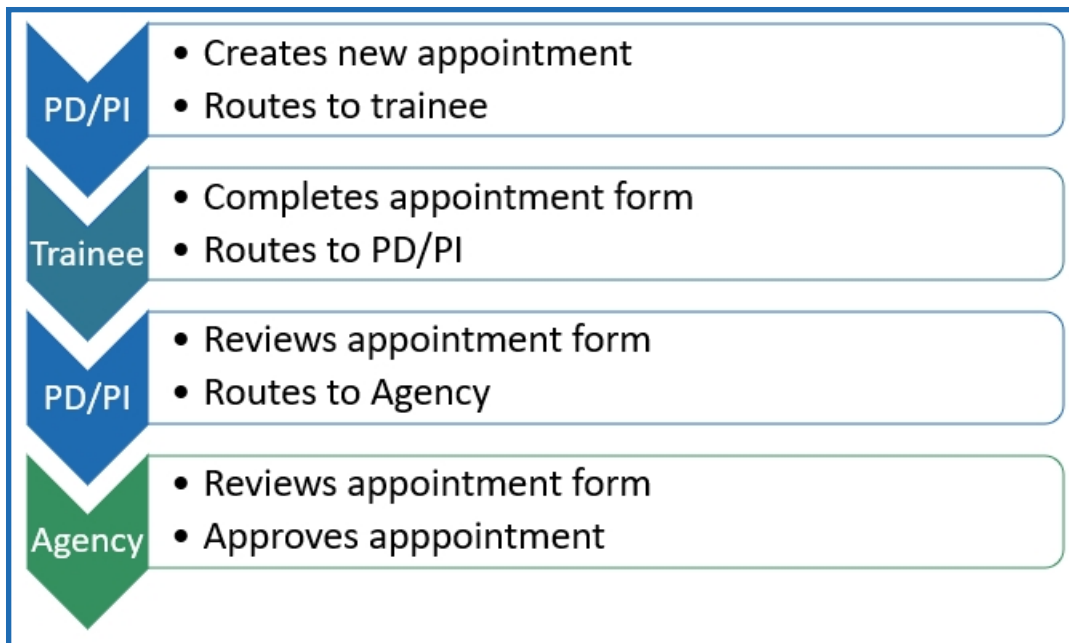 PD/PI
• Creates new appointment
• Routes to trainee
Trainee
• Completes appointment form
• Routes to PD/PI
PD/PI
• Reviews appointment form
• Routes to Agency
Agency
• Reviews appointment form
• Approves apppointment